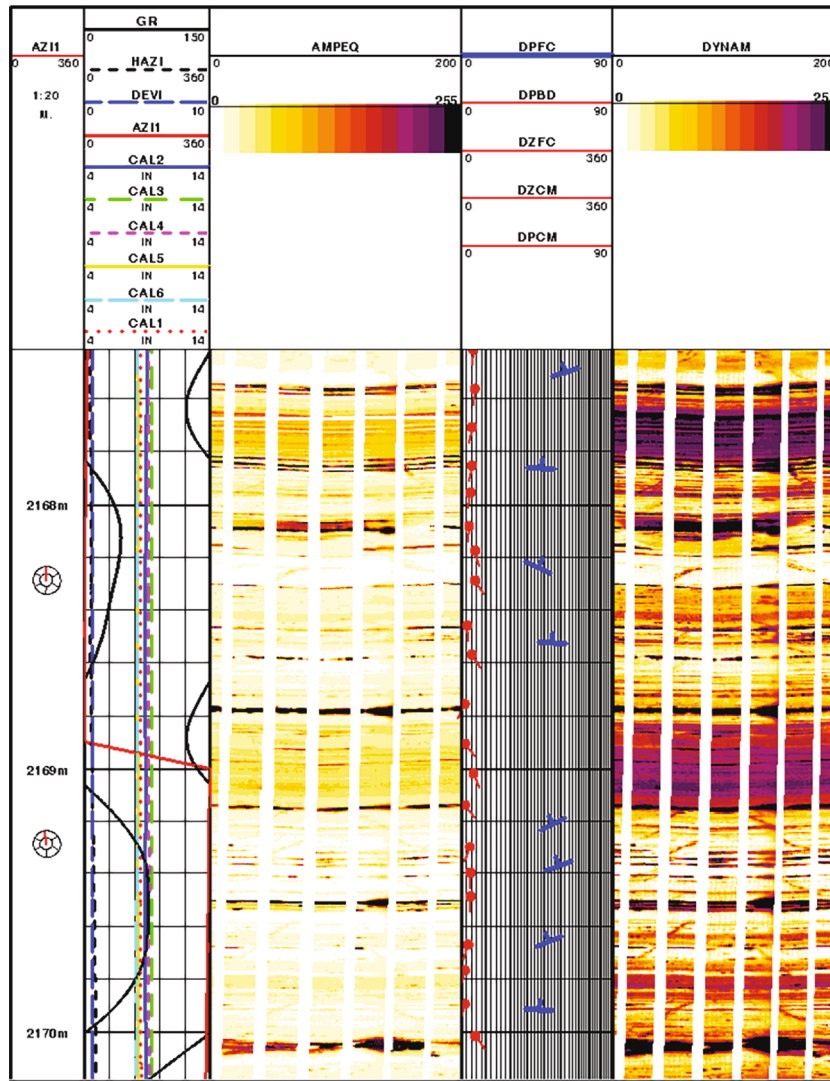 AZI1
0 360
1:20
M.
GR
0 150
HAZI
0 360
DEVI
0 10
AZI1
0 360
CAL2
4 IN 14
CAL3
4 IN 14
CAL4
4 IN 14
CAL5
4 IN 14
CAL6
4 IN 14
CAL1
4 IN 14
AMPEQ
0 200
0 255
DPFC
0 90
DPBD
0 90
DZFC
0 360
DZCM
0 360
DPCM
0 90
DYNAM
0 200
0 25
2168m
2169m
2170m